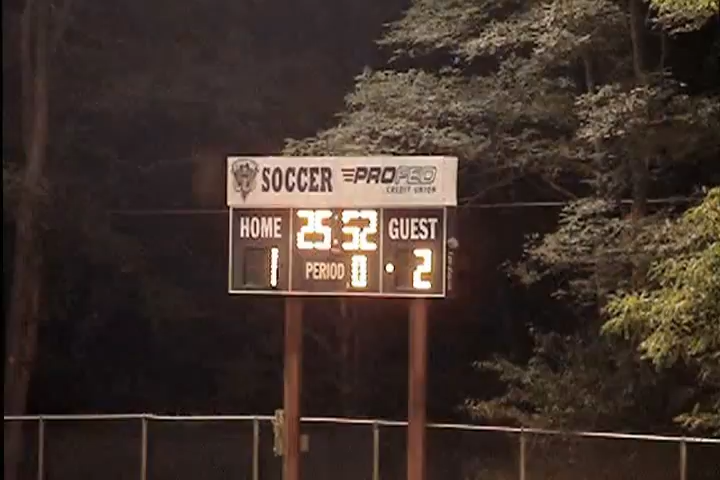 SOCCER PROFED
CREDIT UNION
HOME 25:52 GUEST
1 PERIOD 0 2